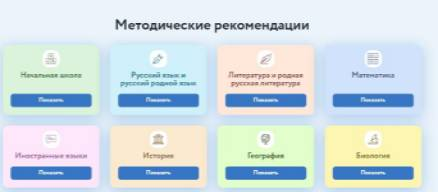 Методические рекомендации
Начальная школа
Русский язык и
русский родной язык
Литература и родная
русская литература
Математика
Показать
Показать
Показать
Показать
Иностранные языки
История
География
Биология
Показать
Показать
Показать
Показать